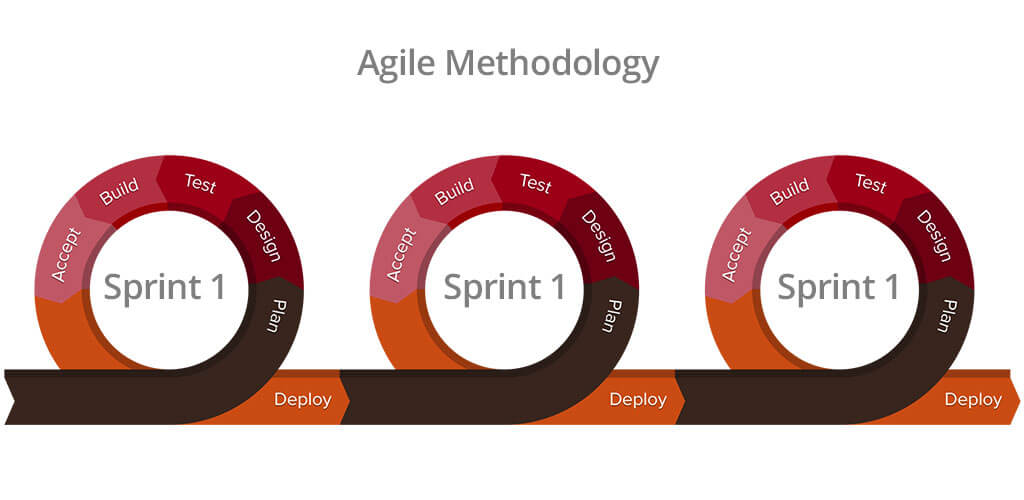 Agile Methodology
Accept
Build
Test
Design
Plan
Sprint 1
Deploy
Accept
Build
Test
Design
Plan
Sprint 1
Deploy
Accept
Build
Test
Design
Plan
Sprint 1
Deploy